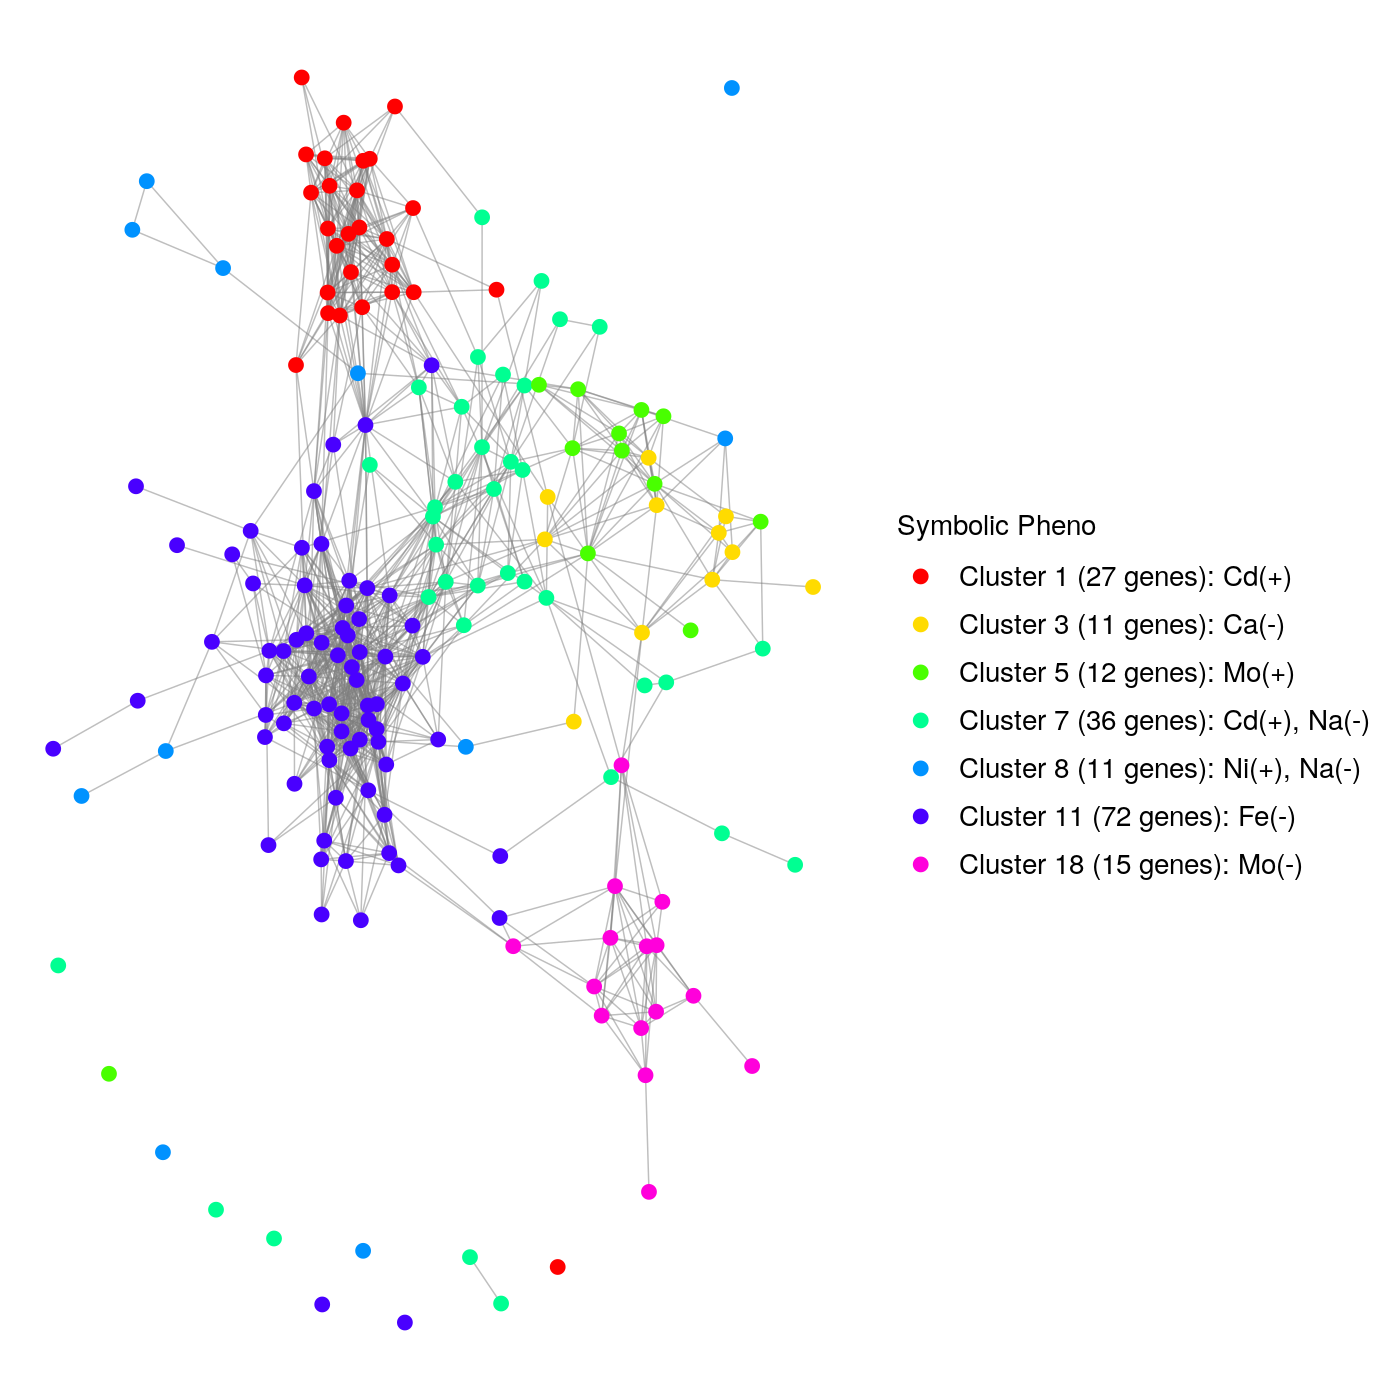 Symbolic Pheno
Cluster 1 (27 genes): Cd(+)
Cluster 3 (11 genes): Ca(-)
Cluster 5 (12 genes): Mo(+)
Cluster 7 (36 genes): Cd(+), Na(-)
Cluster 8 (11 genes): Ni(+), Na(-)
Cluster 11 (72 genes): Fe(-)
Cluster 18 (15 genes): Mo(-)